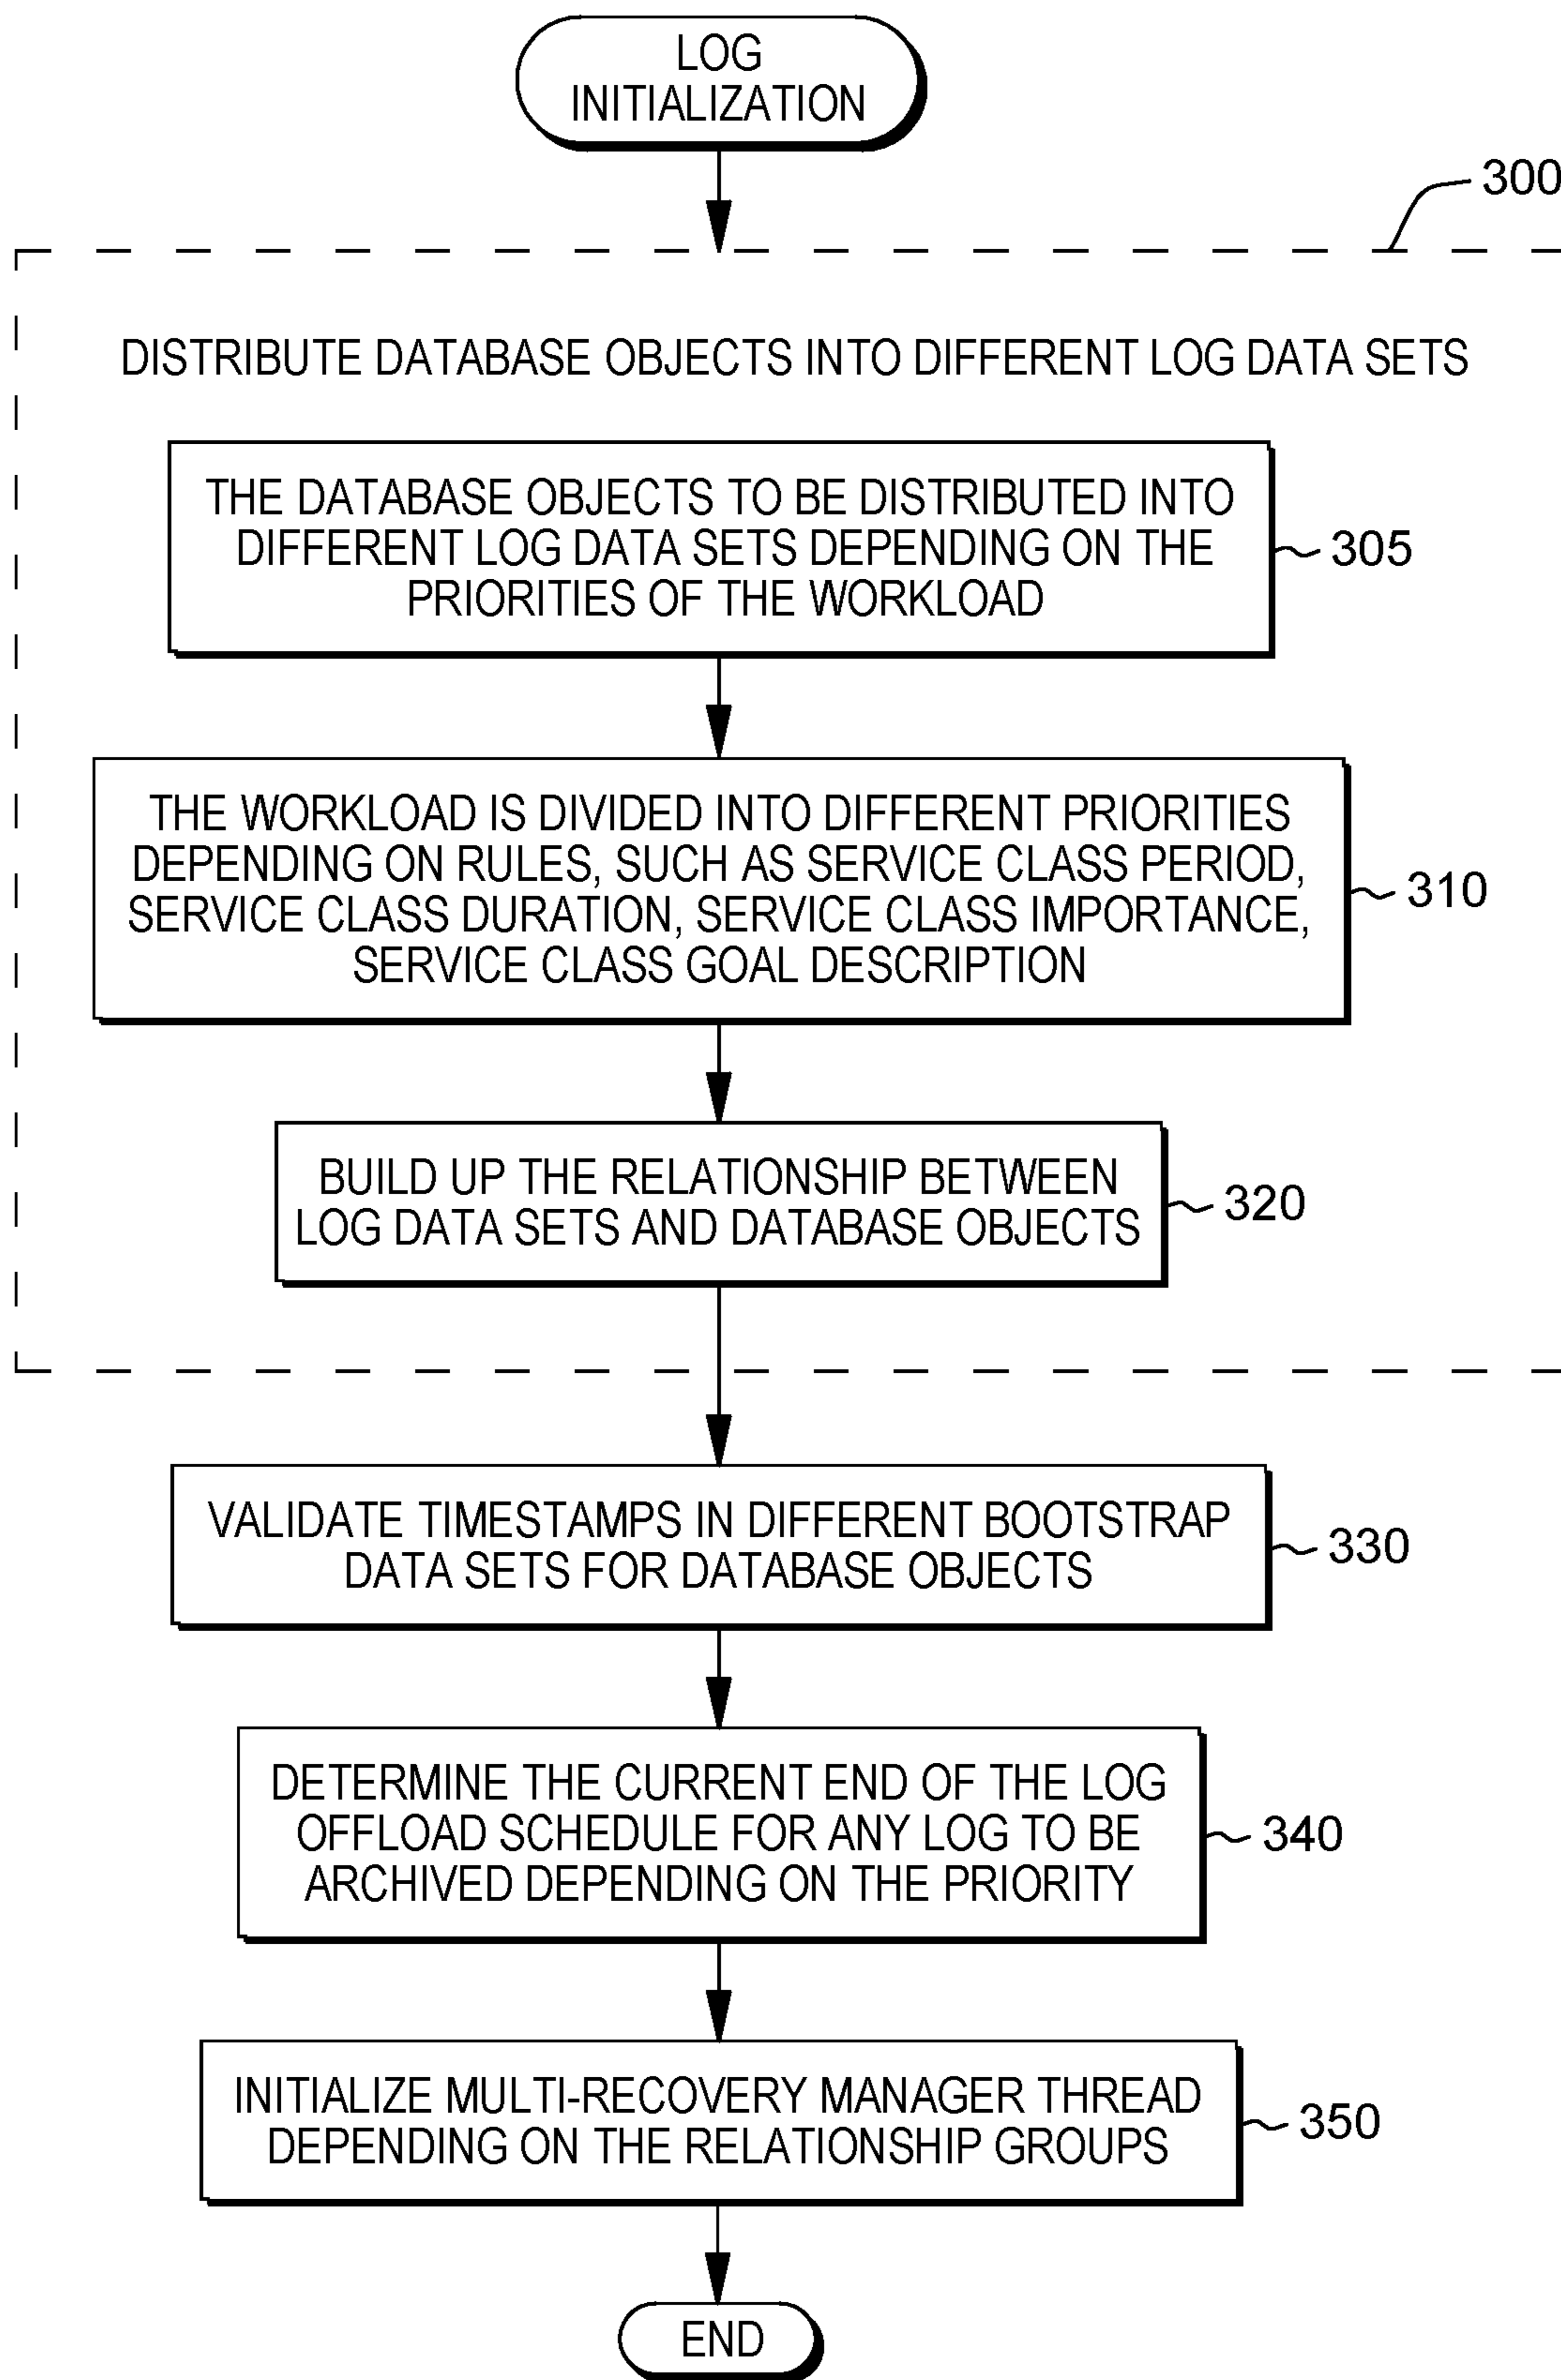 LOG
INITIALIZATION
300
DISTRIBUTE DATABASE OBJECTS INTO DIFFERENT LOG DATA SETS
THE DATABASE OBJECTS TO BE DISTRIBUTED INTO
DIFFERENT LOG DATA SETS DEPENDING ON THE
PRIORITIES OF THE WORKLOAD
305
THE WORKLOAD IS DIVIDED INTO DIFFERENT PRIORITIES
DEPENDING ON RULES, SUCH AS SERVICE CLASS PERIOD,
SERVICE CLASS DURATION, SERVICE CLASS IMPORTANCE,
SERVICE CLASS GOAL DESCRIPTION
310
BUILD UP THE RELATIONSHIP BETWEEN
LOG DATA SETS AND DATABASE OBJECTS
320
VALIDATE TIMESTAMPS IN DIFFERENT BOOTSTRAP
DATA SETS FOR DATABASE OBJECTS
330
DETERMINE THE CURRENT END OF THE LOG
OFFLOAD SCHEDULE FOR ANY LOG TO BE
ARCHIVED DEPENDING ON THE PRIORITY
340
INITIALIZE MULTI-RECOVERY MANAGER THREAD
DEPENDING ON THE RELATIONSHIP GROUPS
350
END